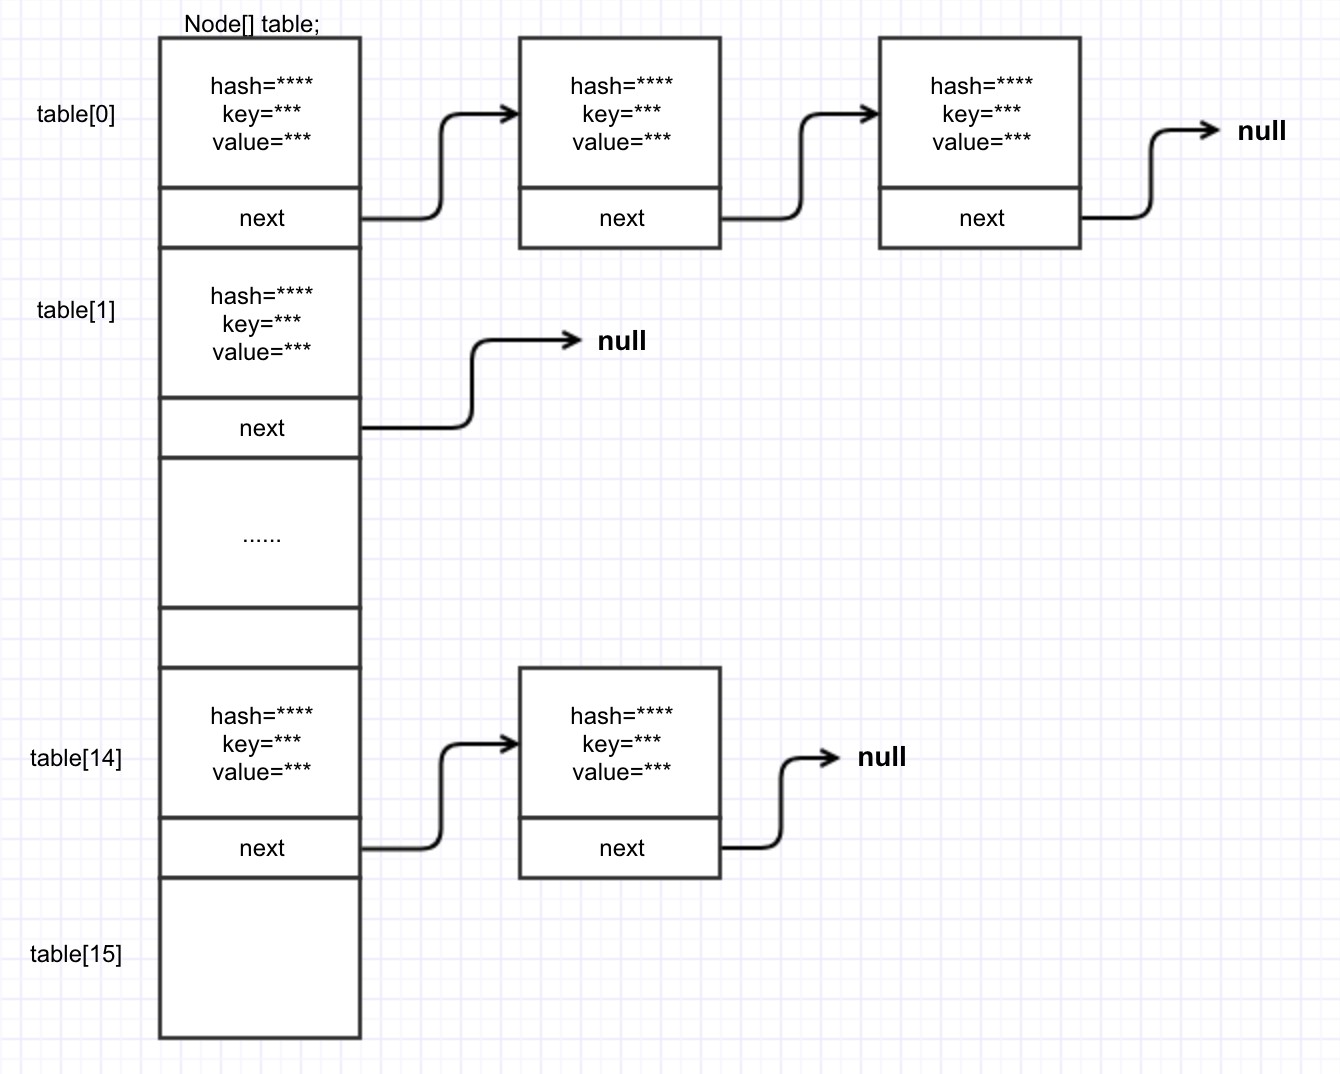 Node[] table;
table[0]
hash=****
key=***
value=***
next
hash=****
key=***
value=***
next
hash=****
key=***
value=***
next
null
table[1]
hash=****
key=***
value=***
next
null
......
table[14]
hash=****
key=***
value=***
next
hash=****
key=***
value=***
next
null
table[15]